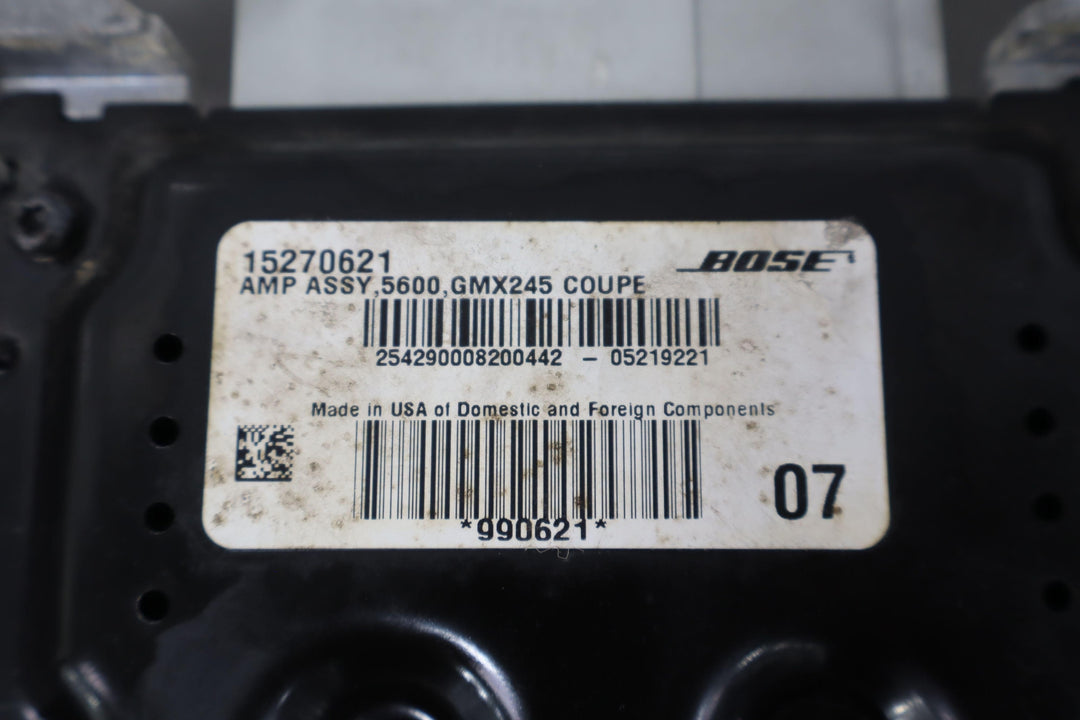 15270621
BOSE
AMP ASSY,5600,GMX245 COUPE
254290008200442 - 05219221
Made in USA of Domestic and Foreign Components
*990621*
07